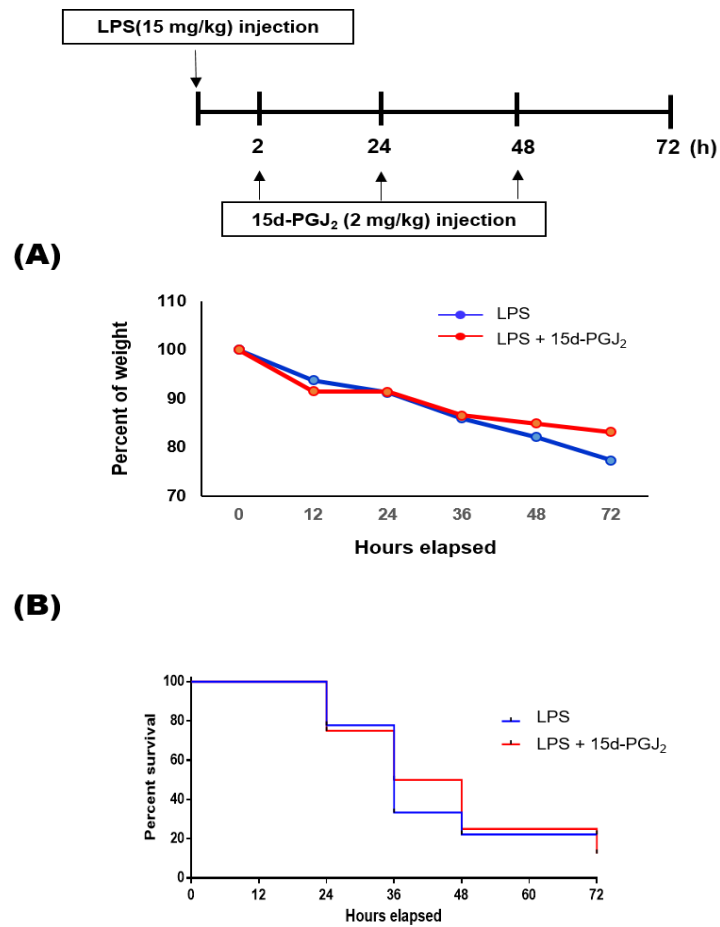 LPS(15 mg/kg) injection
2 24 48 72 (h)
15d-PGJ₂ (2 mg/kg) injection
(A)
110
100
90
80
70
Percent of weight
LPS
LPS + 15d-PGJ₂
0 12 24 36 48 72
Hours elapsed
(B)
100
80
60
40
20
0
Percent survival
LPS
LPS + 15d-PGJ₂
0 12 24 36 48 60 72
Hours elapsed